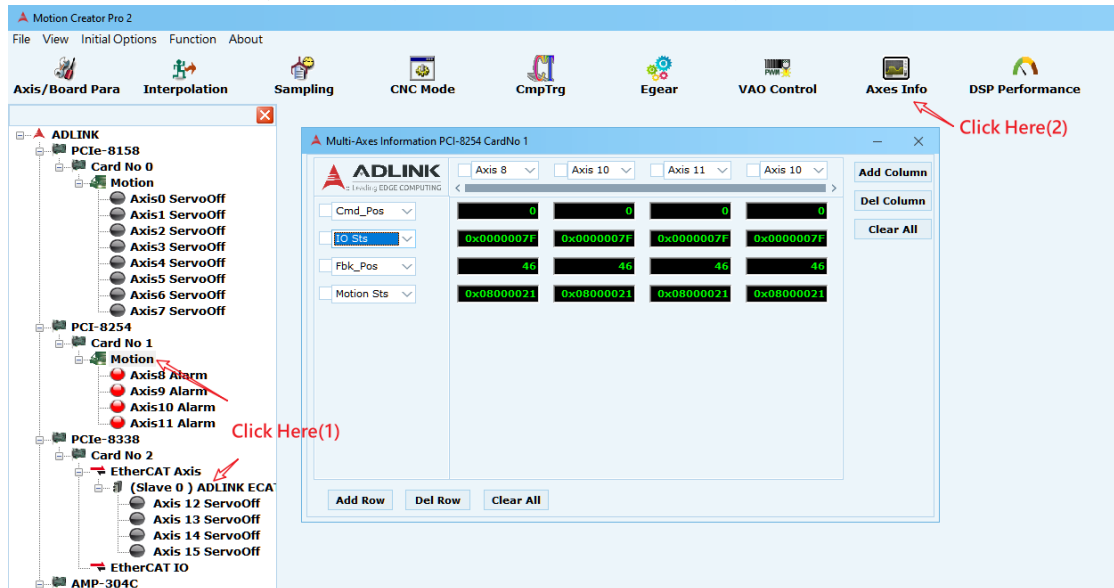 Motion Creator Pro 2
File View Initial Options Function About
Axis/Board Para Interpolation Sampling CNC Mode CmpTrg Egear VAO Control Axes Info DSP Performance
Click Here(2)
ADLINK
PCIe-8158
Card No 0
Motion
Axis0 ServoOff
Axis1 ServoOff
Axis2 ServoOff
Axis3 ServoOff
Axis4 ServoOff
Axis5 ServoOff
Axis6 ServoOff
Axis7 ServoOff
PCI-8254
Card No 1
Motion
Axis8 Alarm
Axis9 Alarm
Axis10 Alarm
Axis11 Alarm
Click Here(1)
PCIe-8338
Card No 2
EtherCAT Axis
(Slave 0 ) ADLINK ECA
Axis 12 ServoOff
Axis 13 ServoOff
Axis 14 ServoOff
Axis 15 ServoOff
EtherCAT IO
AMP-304C
Multi-Axes Information PCI-8254 CardNo 1
ADLINK
Leading EDGE COMPUTING
Axis 8 Axis 10 Axis 11 Axis 10
Add Column
Del Column
Clear All
Cmd_Pos 0 0 0 0
IO Sts 0x0000007F 0x0000007F 0x0000007F 0x0000007F
Fbk_Pos 46 46 46 46
Motion Sts 0x08000021 0x08000021 0x08000021 0x08000021
Add Row Del Row Clear All